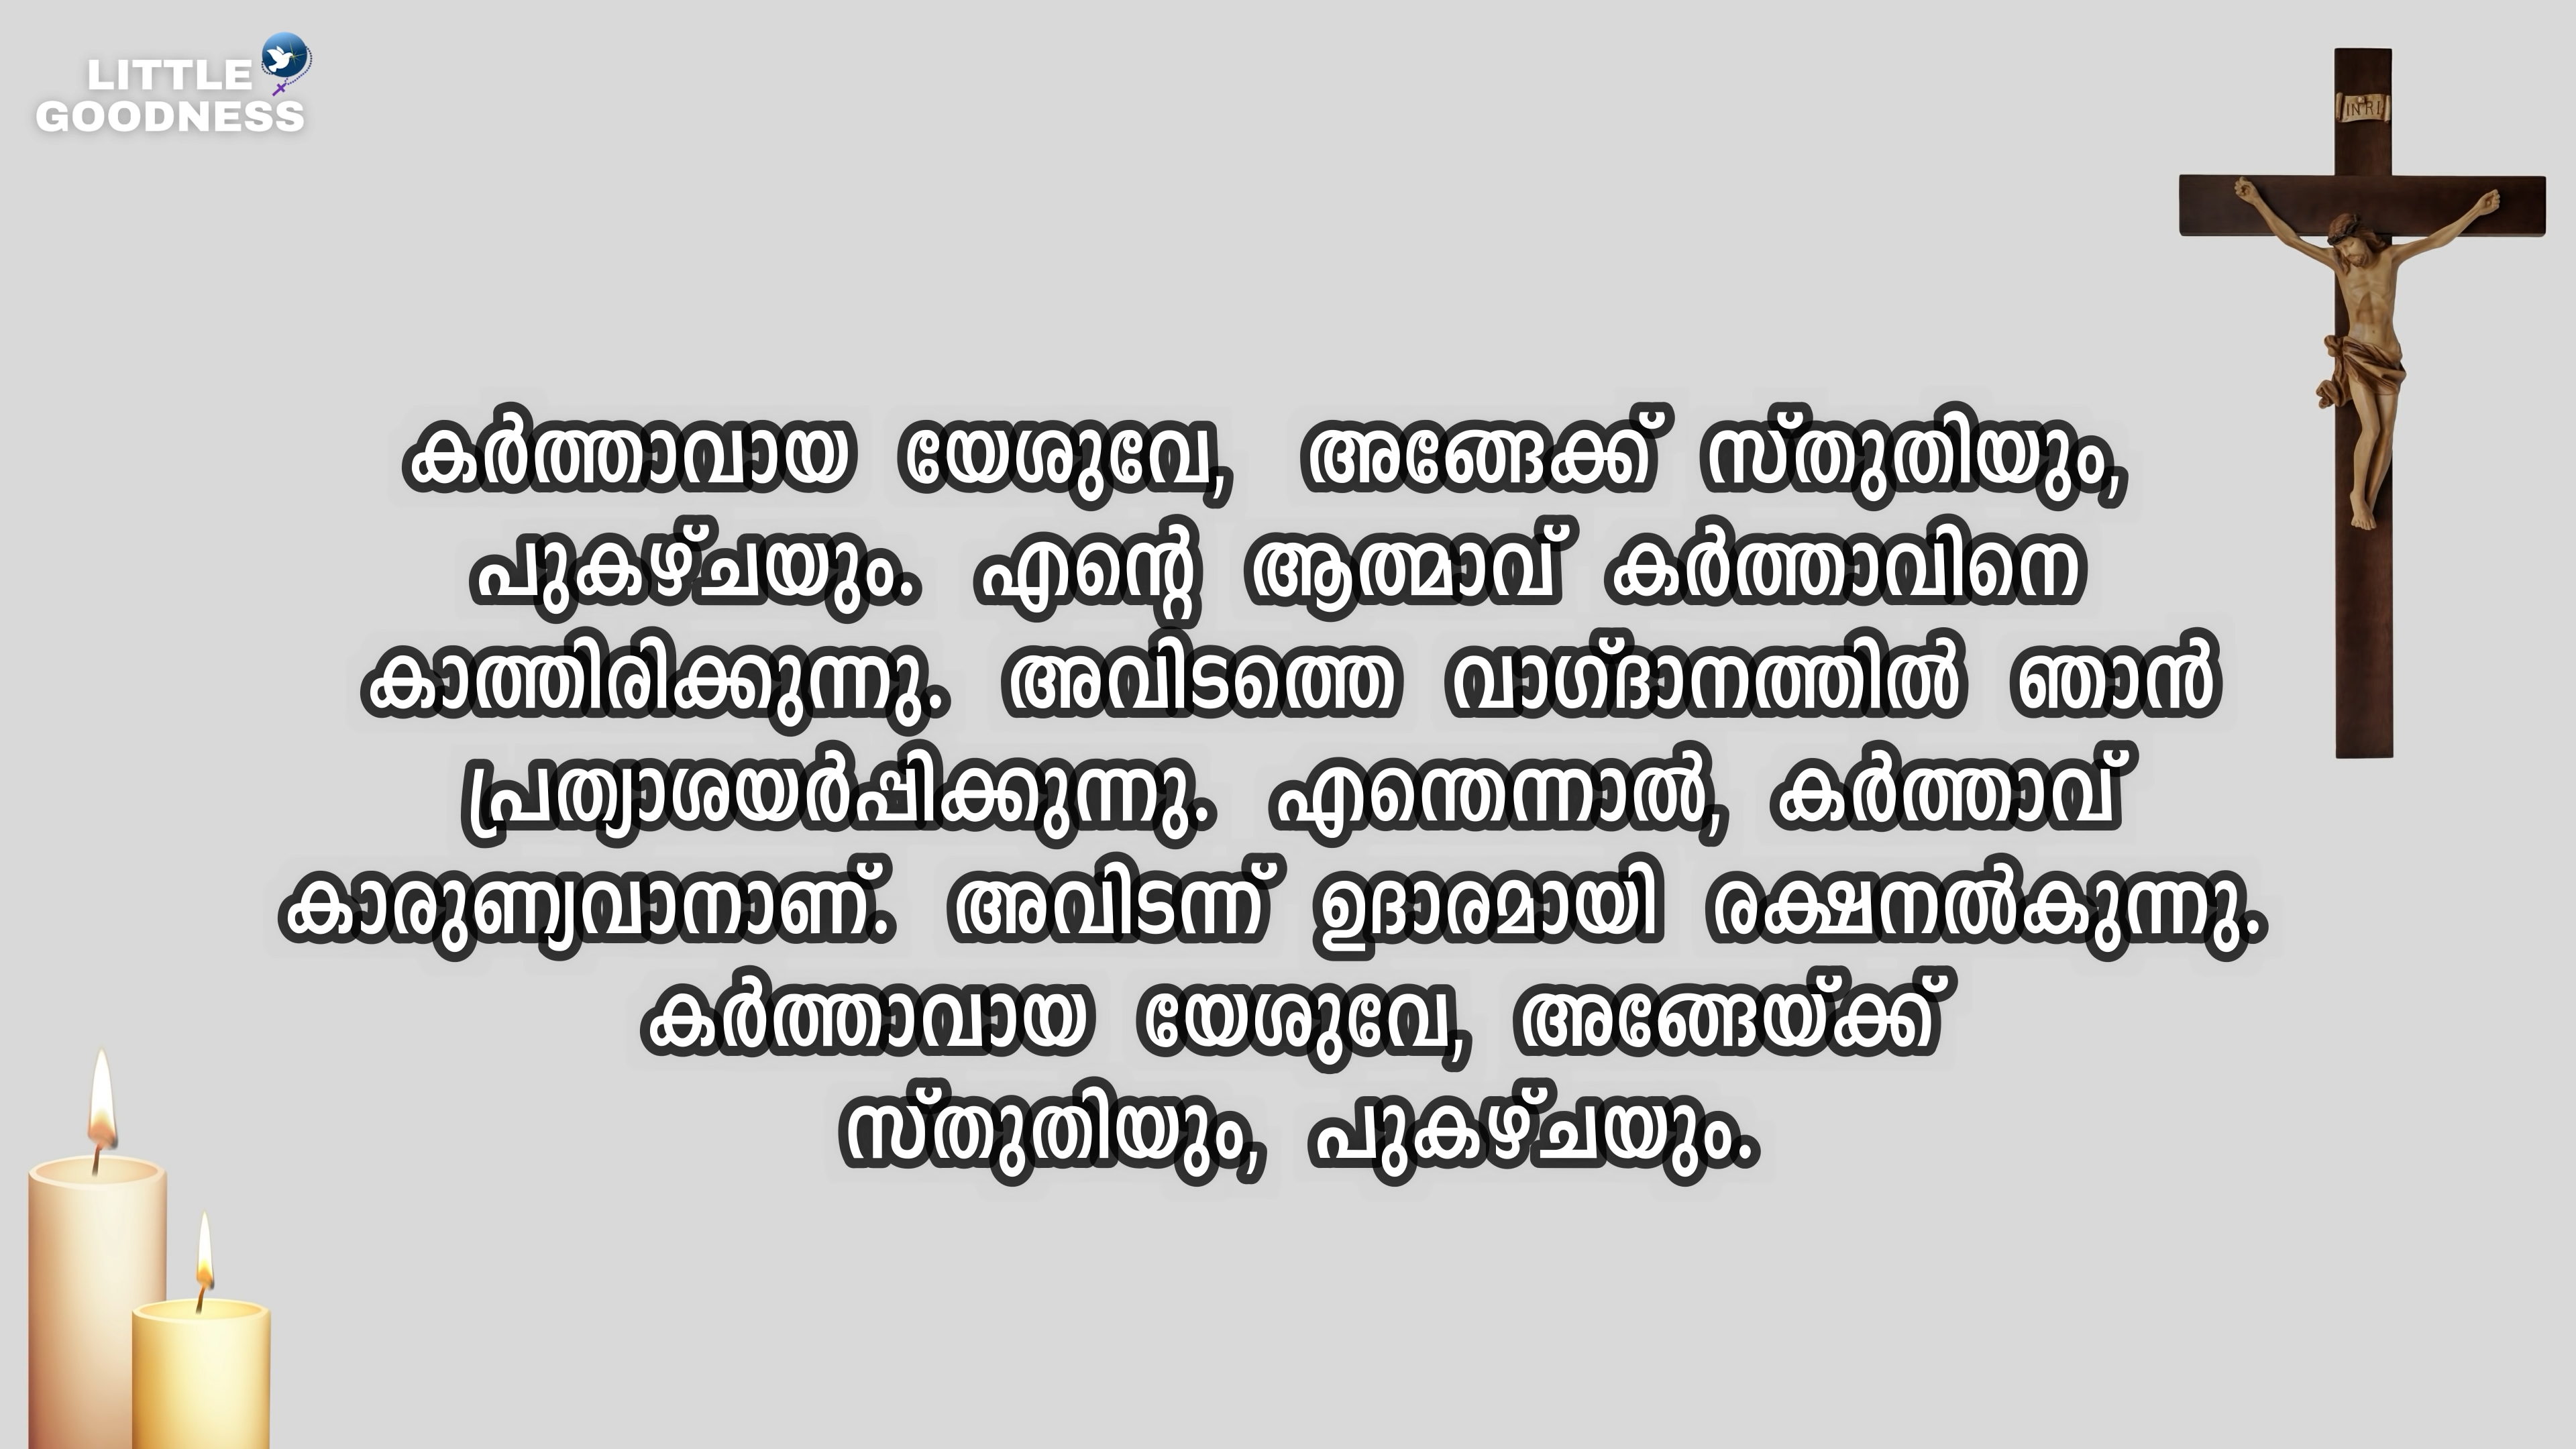 LITTLE
GOODNESS
INRI
കർത്താവായ യേശുവേ, അങ്ങേക്ക് സ്തുതിയും,
പുകഴ്ചയും. എന്റെ ആത്മാവ് കർത്താവിനെ
കാത്തിരിക്കുന്നു. അവിടത്തെ വാഗ്ദാനത്തിൽ ഞാൻ
പ്രത്യാശയർപ്പിക്കുന്നു. എന്തെന്നാൽ, കർത്താവ്
കാരുണ്യവാനാണ്. അവിടന്ന് ഉദാരമായി രക്ഷനൽകുന്നു.
കർത്താവായ യേശുവേ, അങ്ങേയ്ക്ക്
സ്തുതിയും, പുകഴ്ചയും.